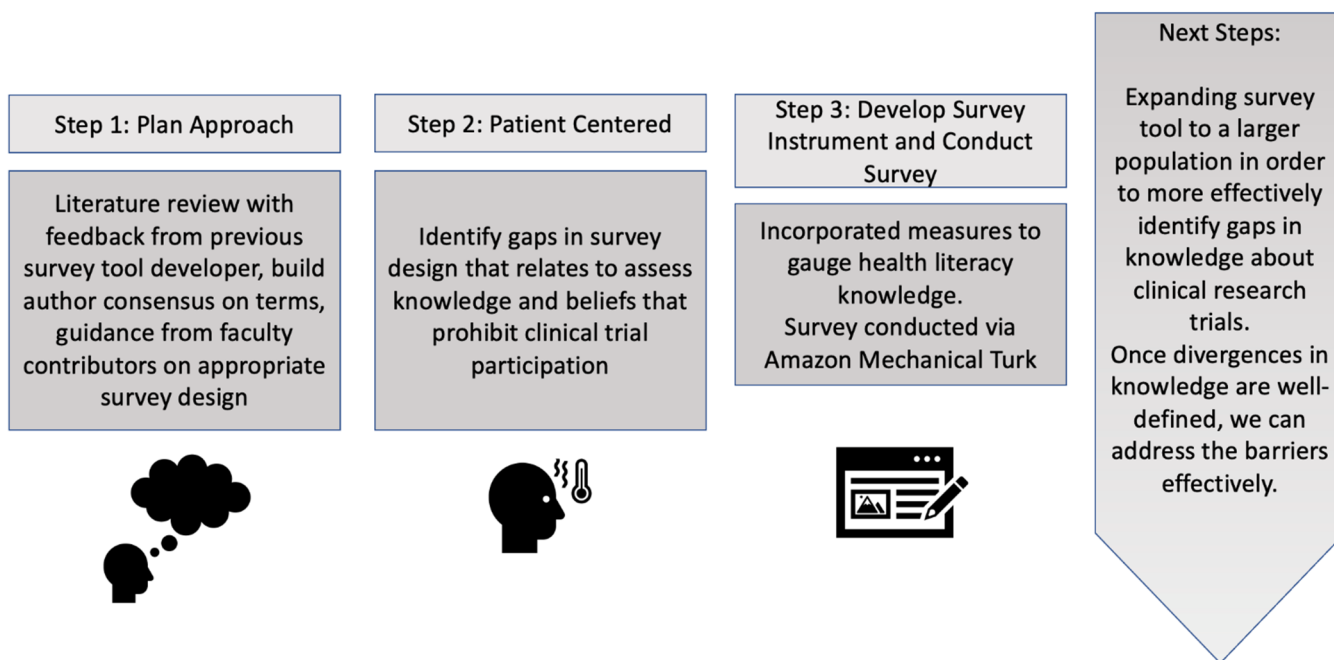 Step 1: Plan Approach
Literature review with
feedback from previous
survey tool developer, build
author consensus on terms,
guidance from faculty
contributors on appropriate
survey design
Step 2: Patient Centered
Identify gaps in survey
design that relates to assess
knowledge and beliefs that
prohibit clinical trial
participation
Step 3: Develop Survey
Instrument and Conduct
Survey
Incorporated measures to
gauge health literacy
knowledge.
Survey conducted via
Amazon Mechanical Turk
Next Steps:
Expanding survey
tool to a larger
population in order
to more effectively
identify gaps in
knowledge about
clinical research
trials.
Once divergences in
knowledge are well-
defined, we can
address the barriers
effectively.